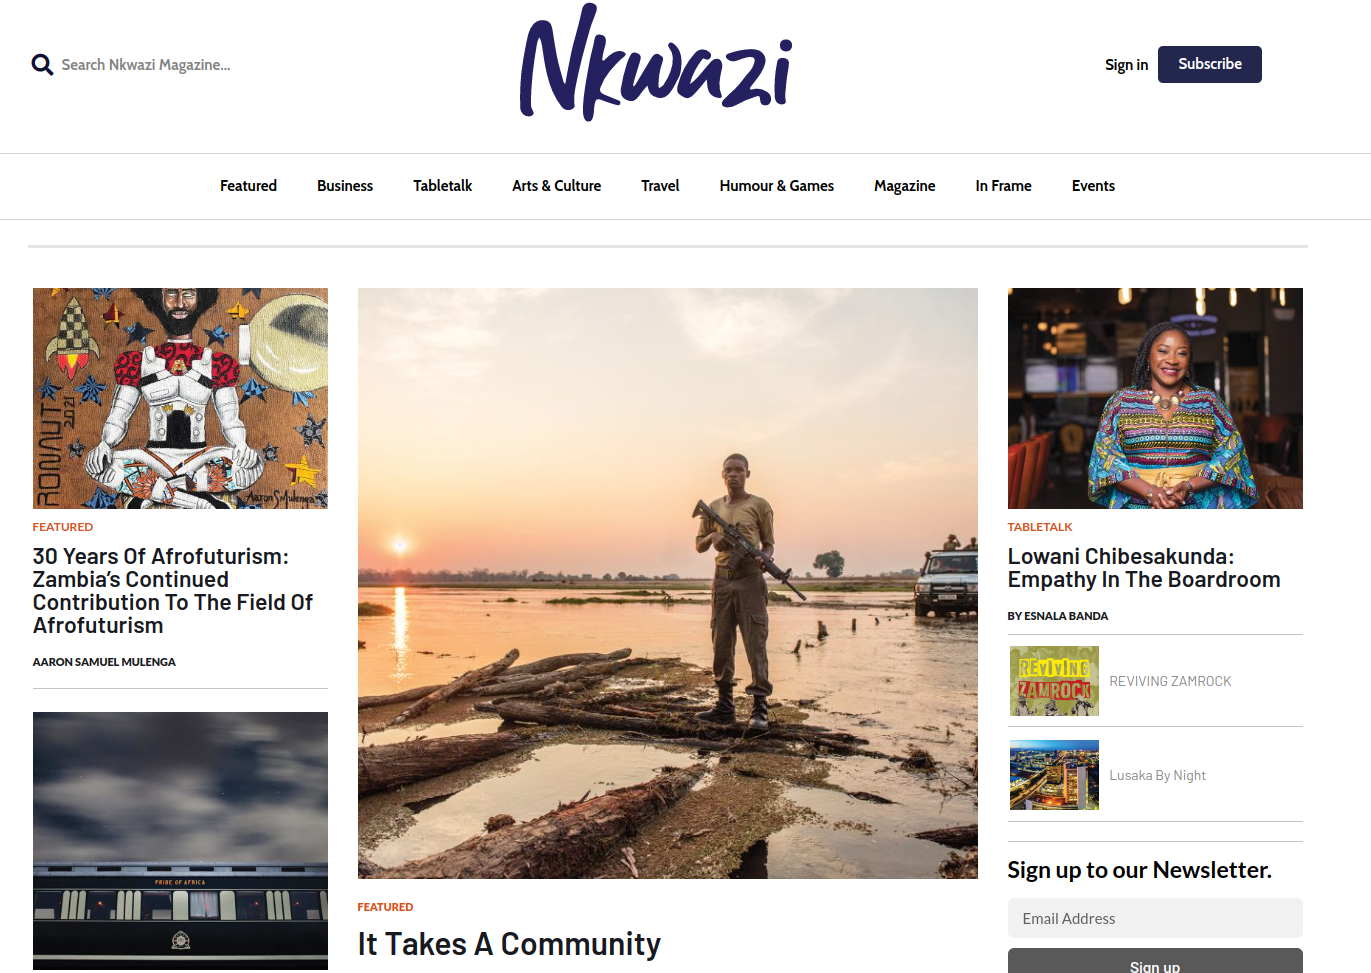 Search Nkwazi Magazine...
Nkwazi
Sign in
Subscribe
Featured
Business
Tabletalk
Arts & Culture
Travel
Humour & Games
Magazine
In Frame
Events
RONAUT
2021
Aaron S Mulenga
FEATURED
30 Years Of Afrofuturism:
Zambia’s Continued
Contribution To The Field Of
Afrofuturism
AARON SAMUEL MULENGA
PRIDE OF AFRICA
FEATURED
It Takes A Community
TABLETALK
Lowani Chibesakunda:
Empathy In The Boardroom
BY ESNALA BANDA
REVIVING
ZAMROCK
REVIVING ZAMROCK
Lusaka By Night
Sign up to our Newsletter.
Email Address
Sign up